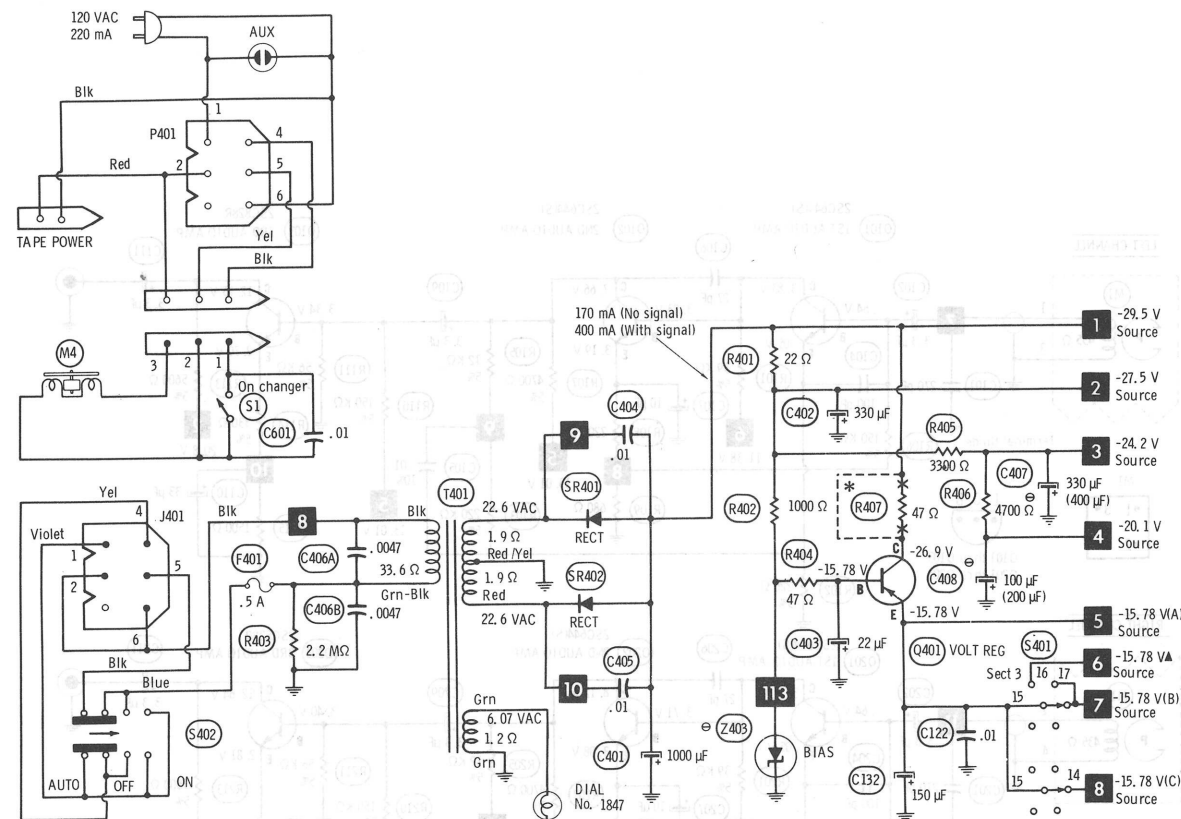 120 VAC
220 mA
AUX
Blk
1
P401
4
Red
2
5
6
TAPE POWER
Yel
Blk
170 mA (No signal)
400 mA (With signal)
1
-29.5 V
Source
R401
22 Ω
M4
3
2
1
On changer
S1
C601
.01
2
-27.5 V
Source
C402
330 µF
9
C404
.01
R405
3300 Ω
3
-24.2 V
Source
C407
330 µF
(400 µF)
Yel
4
J401
Violet
1
2
5
6
Blk
8
Blk
T401
22.6 VAC
SR401
RECT
R402
1000 Ω
*
R407
47 Ω
R406
4700 Ω
4
-20.1 V
Source
F401
.5 A
C406A
.0047
33.6 Ω
1.9 Ω
Red/Yel
1.9 Ω
Red
22.6 VAC
SR402
RECT
R404
47 Ω
-15.78 V
B
C
E
-26.9 V
C408
⊖
100 µF
(200 µF)
Grn-Blk
C406B
.0047
R403
2.2 MΩ
-15.78 V
5
-15.78 V(A)
Source
C403
22 µF
Q401 VOLT REG
S401
Blk
Blue
10
C405
.01
113
Sect 3
16
17
6
-15.78 V▲
Source
15
7
-15.78 V(B)
Source
Grn
6.07 VAC
1.2 Ω
Grn
C401
1000 µF
⊖ Z403
BIAS
C122
.01
S402
AUTO
OFF
ON
DIAL
No. 1847
C132
150 µF
15
14
8
-15.78 V(C)
Source